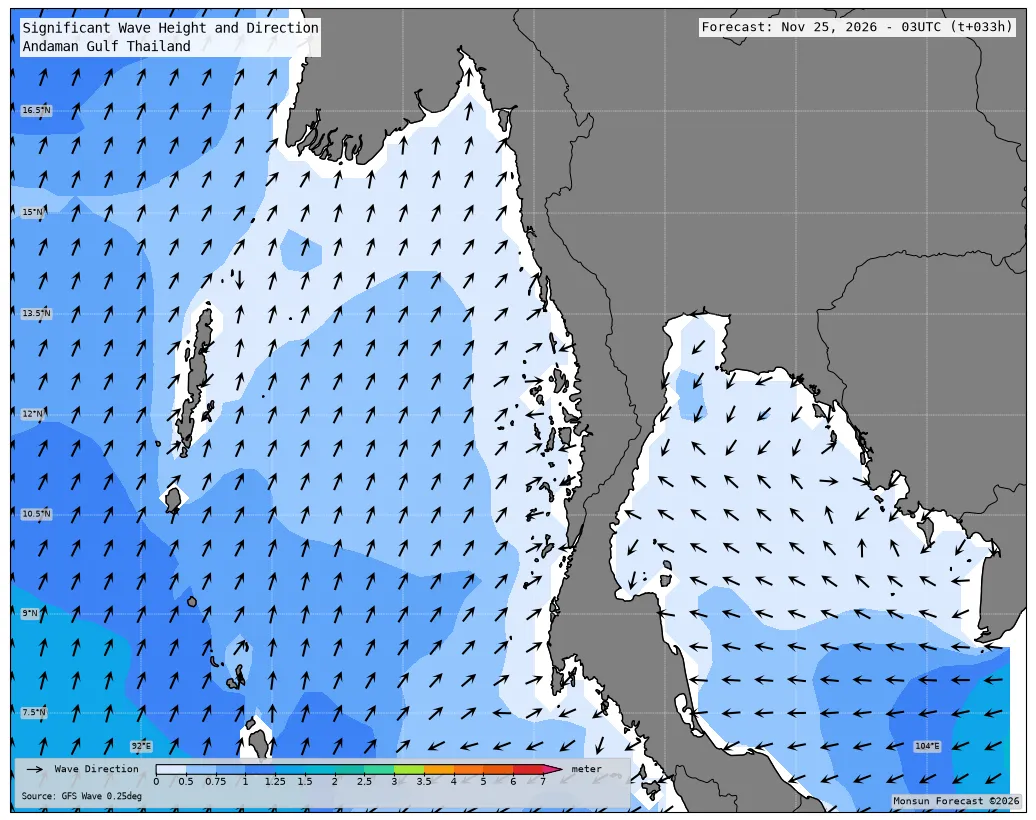 Significant Wave Height and Direction
Andaman Gulf Thailand
Forecast: Nov 25, 2026 - 03UTC (t+033h)
16.5°N
15°N
13.5°N
12°N
10.5°N
9°N
7.5°N
92°E
104°E
Wave Direction
meter
0 0.5 0.75 1 1.25 1.5 2 2.5 3 3.5 4 5 6 7
Source: GFS Wave 0.25deg
Monsun Forecast ©2026